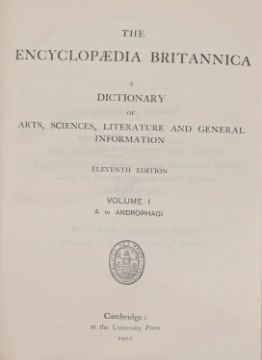 THE
ENCYCLOPÆDIA BRITANNICA
A
DICTIONARY
OF
ARTS, SCIENCES, LITERATURE AND GENERAL
INFORMATION
ELEVENTH EDITION
VOLUME I
A to ANDROPHAGI
Cambridge:
at the University Press
1910